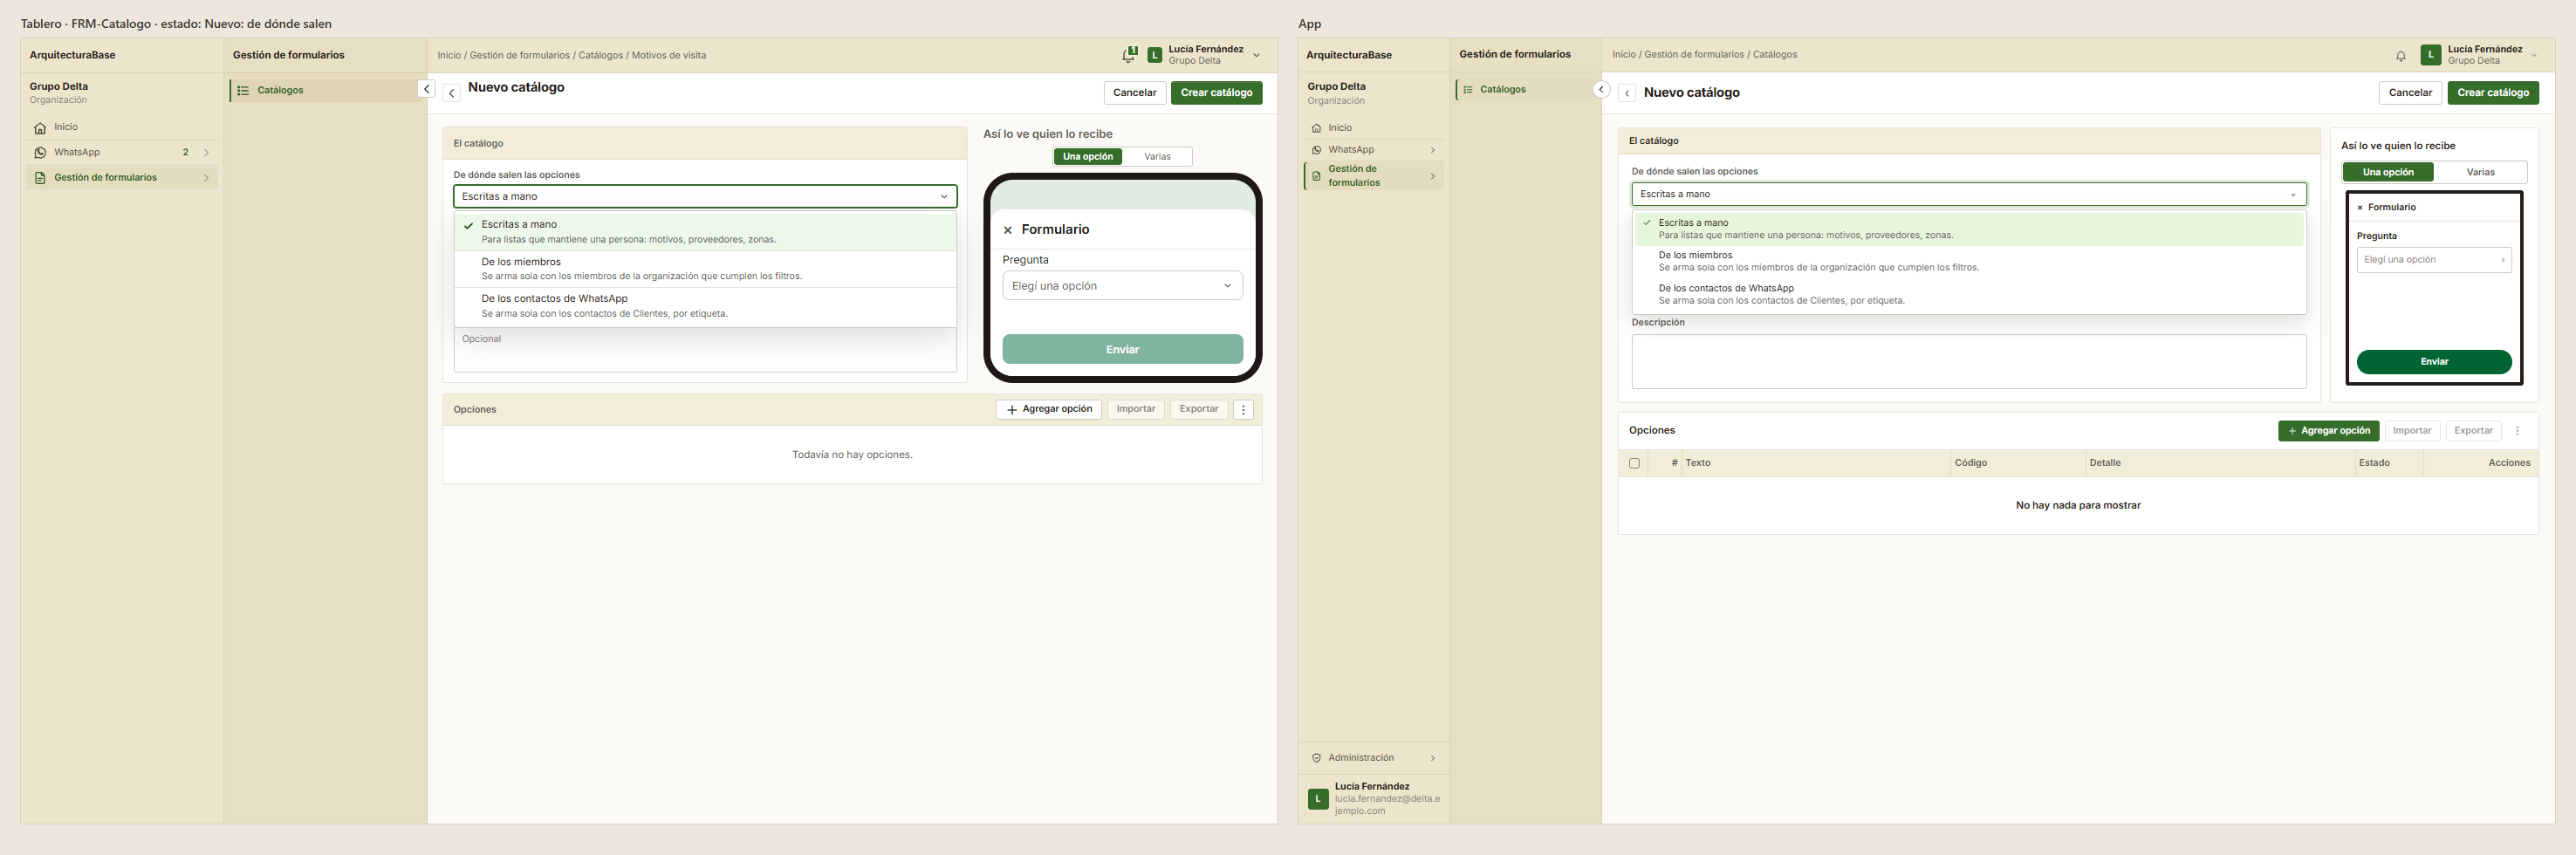 Tablero · FRM-Catalogo · estado: Nuevo: de dónde salen
ArquitecturaBase
Grupo Delta
Organización
Inicio
WhatsApp
2
Gestión de formularios
Gestión de formularios
Catálogos
Inicio / Gestión de formularios / Catálogos / Motivos de visita
1
L
Lucía Fernández
Grupo Delta
Nuevo catálogo
Cancelar
Crear catálogo
El catálogo
De dónde salen las opciones
Escritas a mano
Escritas a mano
Para listas que mantiene una persona: motivos, proveedores, zonas.
De los miembros
Se arma sola con los miembros de la organización que cumplen los filtros.
De los contactos de WhatsApp
Se arma sola con los contactos de Clientes, por etiqueta.
Opcional
Así lo ve quien lo recibe
Una opción
Varias
Formulario
Pregunta
Elegí una opción
Enviar
Opciones
Agregar opción
Importar
Exportar
Todavía no hay opciones.
App
ArquitecturaBase
Grupo Delta
Organización
Inicio
WhatsApp
Gestión de
formularios
Administración
L
Lucía Fernández
lucia.fernandez@delta.e
jemplo.com
Gestión de formularios
Catálogos
Inicio / Gestión de formularios / Catálogos
L
Lucía Fernández
Grupo Delta
Nuevo catálogo
Cancelar
Crear catálogo
El catálogo
De dónde salen las opciones
Escritas a mano
Escritas a mano
Para listas que mantiene una persona: motivos, proveedores, zonas.
De los miembros
Se arma sola con los miembros de la organización que cumplen los filtros.
De los contactos de WhatsApp
Se arma sola con los contactos de Clientes, por etiqueta.
Descripción
Así lo ve quien lo recibe
Una opción
Varias
Formulario
Pregunta
Elegí una opción
Enviar
Opciones
Agregar opción
Importar
Exportar
# Texto
Código
Detalle
Estado
Acciones
No hay nada para mostrar